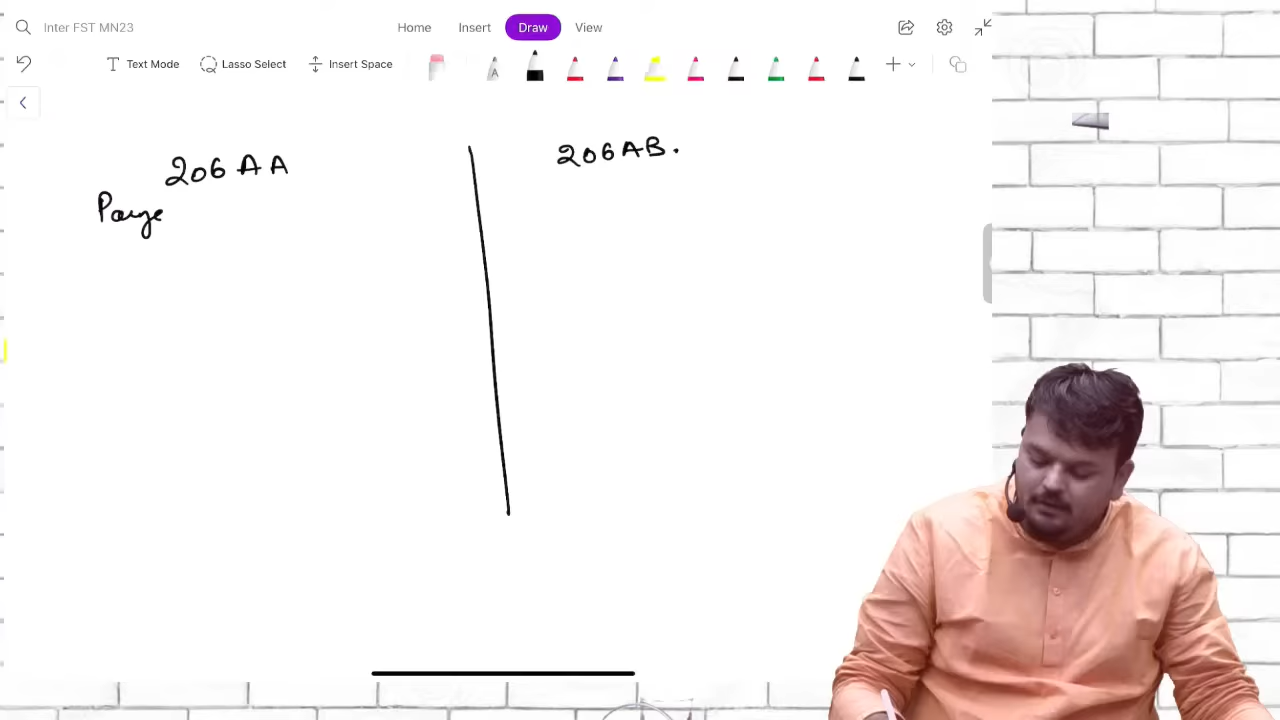 Inter FST MN23
Home Insert Draw View
Text Mode Lasso Select Insert Space
206 AA
206AB.
Paye